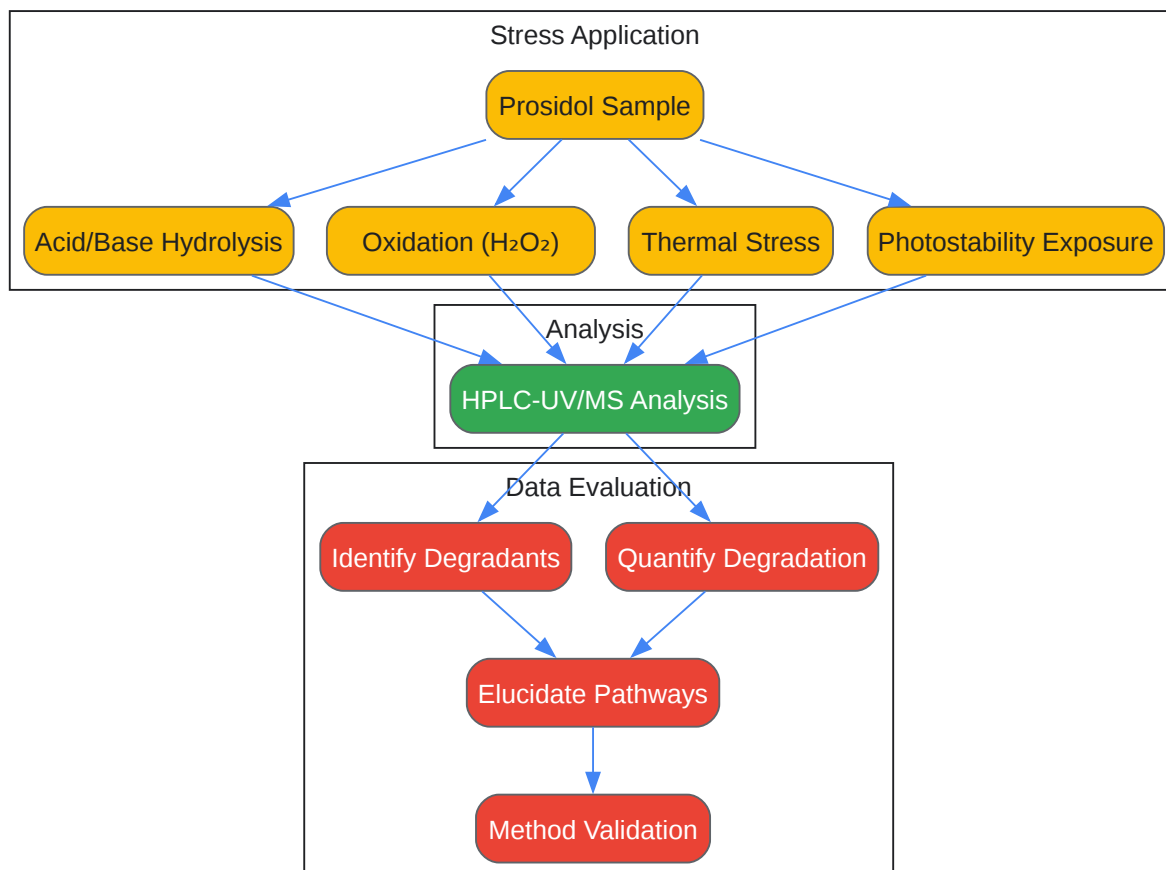 Stress Application
Prosidol Sample
Acid/Base Hydrolysis
Oxidation (H₂O₂)
Thermal Stress
Photostability Exposure
Analysis
HPLC-UV/MS Analysis
Data Evaluation
Identify Degradants
Quantify Degradation
Elucidate Pathways
Method Validation